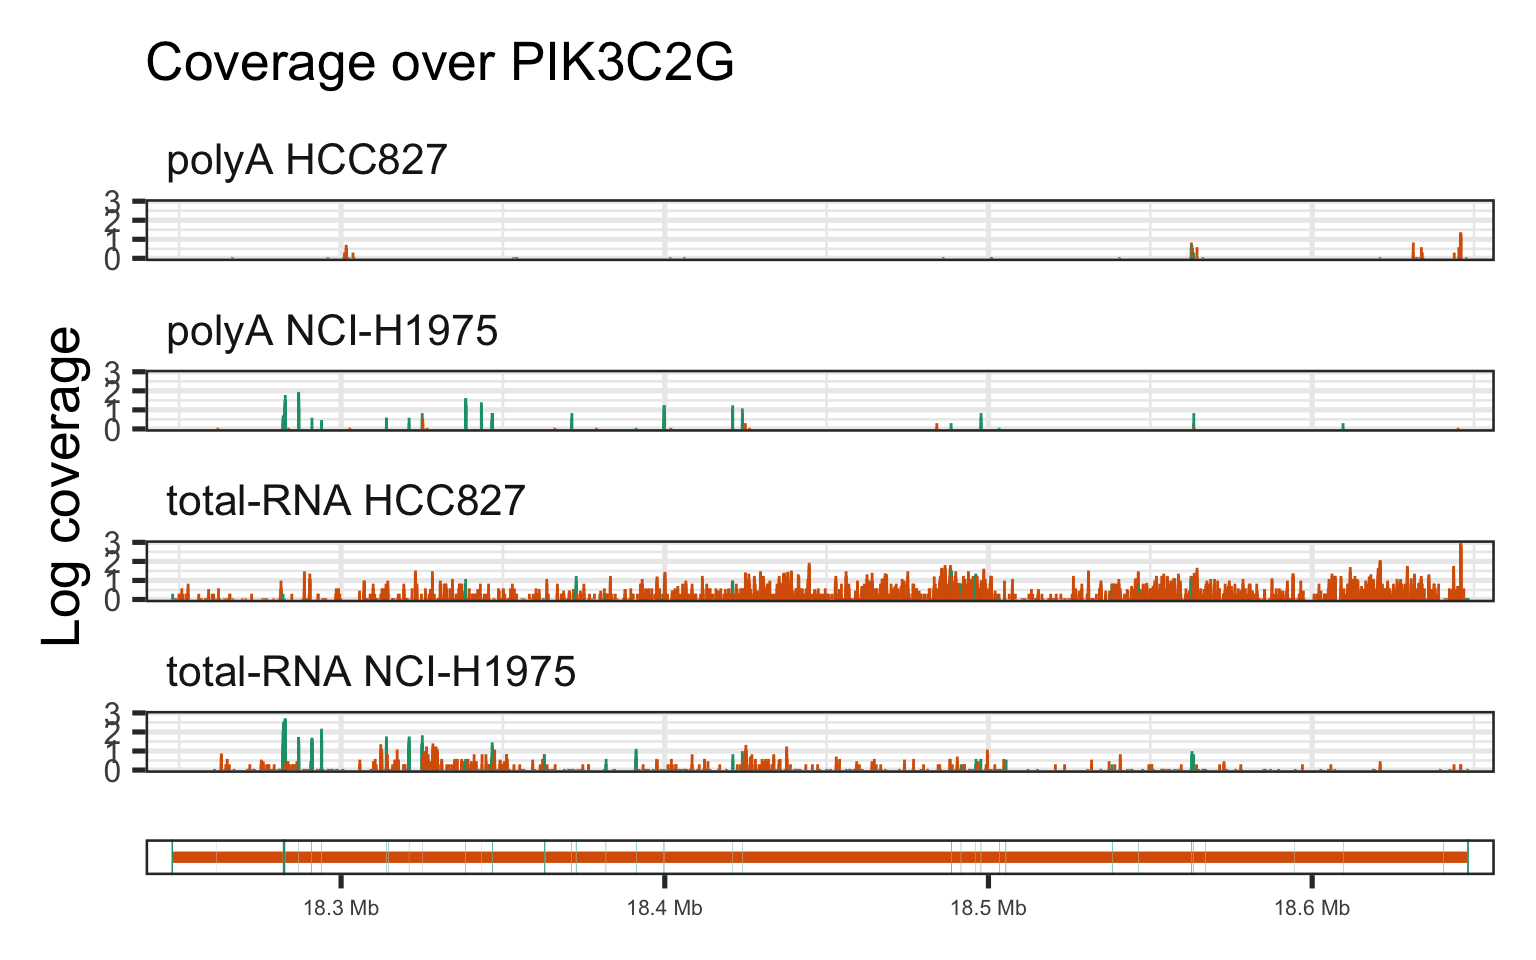 Coverage over PIK3C2G
polyA HCC827
3
2
1
0
polyA NCI-H1975
3
2
1
0
Log coverage
total-RNA HCC827
3
2
1
0
total-RNA NCI-H1975
3
2
1
0
18.3 Mb 18.4 Mb 18.5 Mb 18.6 Mb